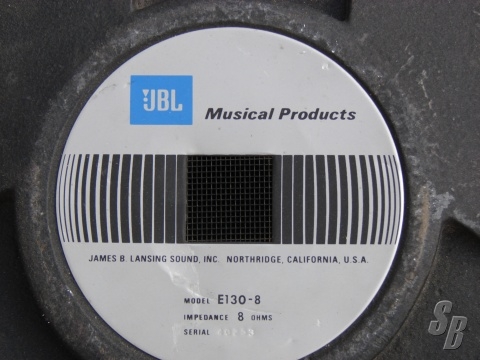 JBL
Musical Products
JAMES B. LANSING SOUND, INC. NORTHRIDGE, CALIFORNIA, U.S.A.
MODEL E130-8
IMPEDANCE 8 OHMS
SERIAL
SB